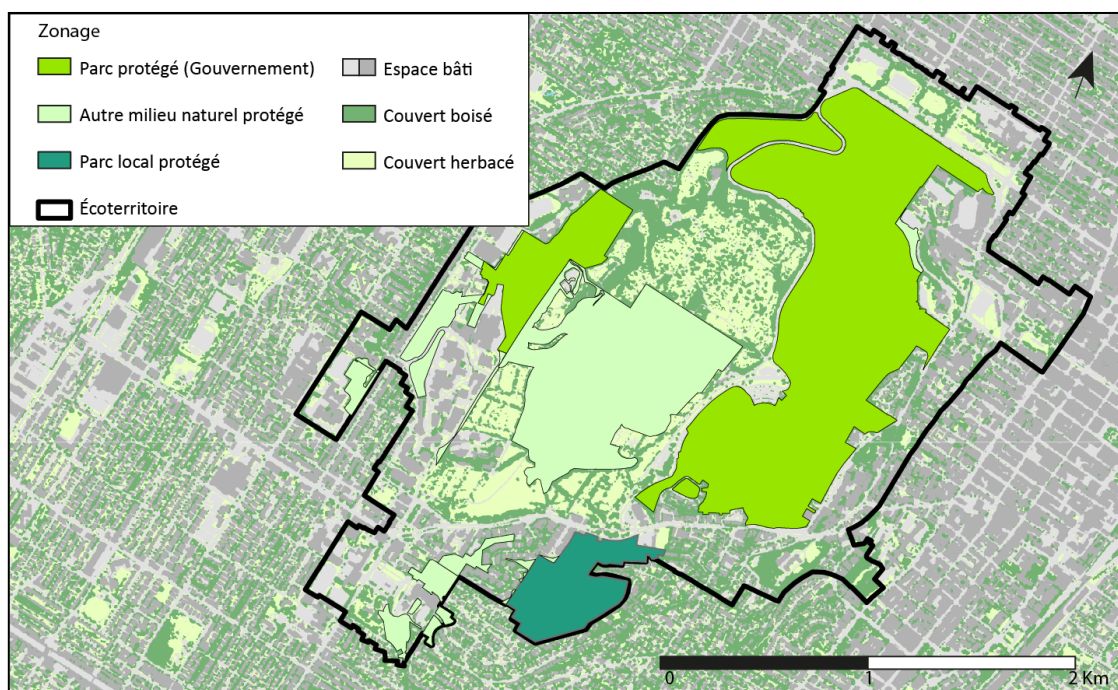 Zonage
Parc protégé (Gouvernement)
Espace bâti
Autre milieu naturel protégé
Couvert boisé
Parc local protégé
Couvert herbacé
Écoterritoire
0 1 2 Km